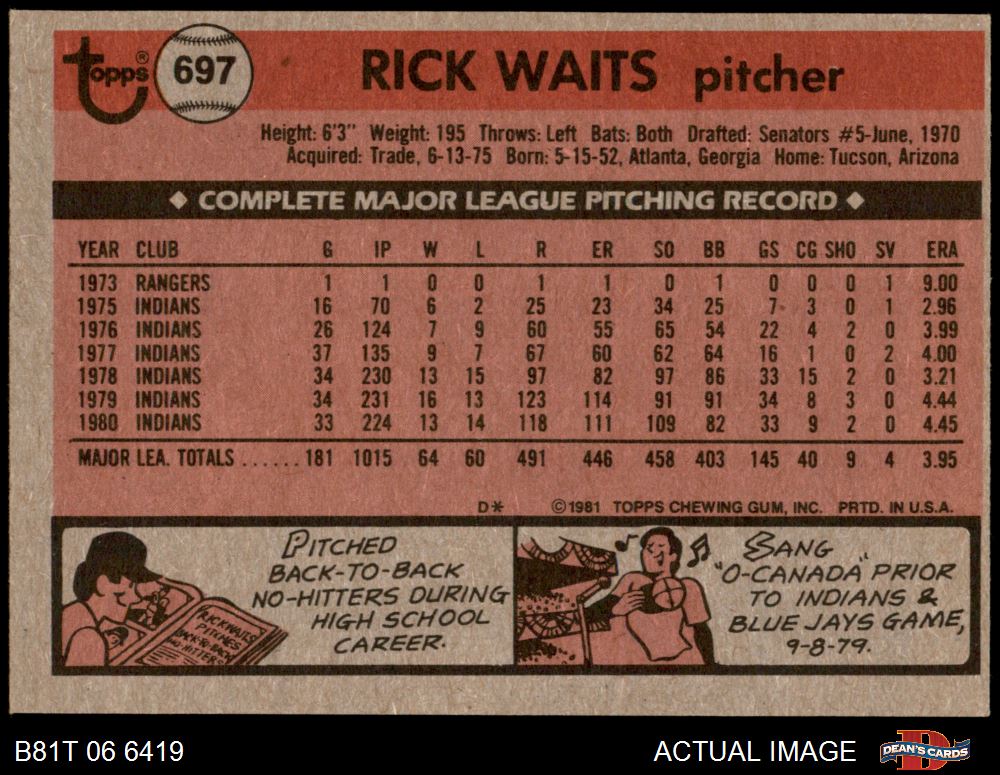 Topps® 697 RICK WAITS pitcher
Height: 6'3" Weight: 195 Throws: Left Bats: Both Drafted: Senators #5-June, 1970
Acquired: Trade, 6-13-75 Born: 5-15-52, Atlanta, Georgia Home: Tucson, Arizona
◆ COMPLETE MAJOR LEAGUE PITCHING RECORD ◆
YEAR CLUB G IP W L R ER SO BB GS CG SHO SV ERA
1973 RANGERS 1 1 0 0 1 1 0 1 0 0 0 1 9.00
1975 INDIANS 16 70 6 2 25 23 34 25 7 3 0 1 2.96
1976 INDIANS 26 124 7 9 60 55 65 54 22 4 2 0 3.99
1977 INDIANS 37 135 9 7 67 60 62 64 16 1 0 2 4.00
1978 INDIANS 34 230 13 15 97 82 97 86 33 15 2 0 3.21
1979 INDIANS 34 231 16 13 123 114 91 91 34 8 3 0 4.44
1980 INDIANS 33 224 13 14 118 111 109 82 33 9 2 0 4.45
MAJOR LEA. TOTALS ...... 181 1015 64 60 491 446 458 403 145 40 9 4 3.95
D* ©1981 TOPPS CHEWING GUM, INC. PRTD. IN U.S.A.
PITCHED
BACK-TO-BACK
NO-HITTERS DURING
HIGH SCHOOL
CAREER.
RICK WAITS
PITCHES
BACK-TO-BACK
NO-HITTERS
SANG
"O-CANADA" PRIOR
TO INDIANS &
BLUE JAYS GAME,
9-8-79.
B81T 06 6419 ACTUAL IMAGE DEAN'S CARDS